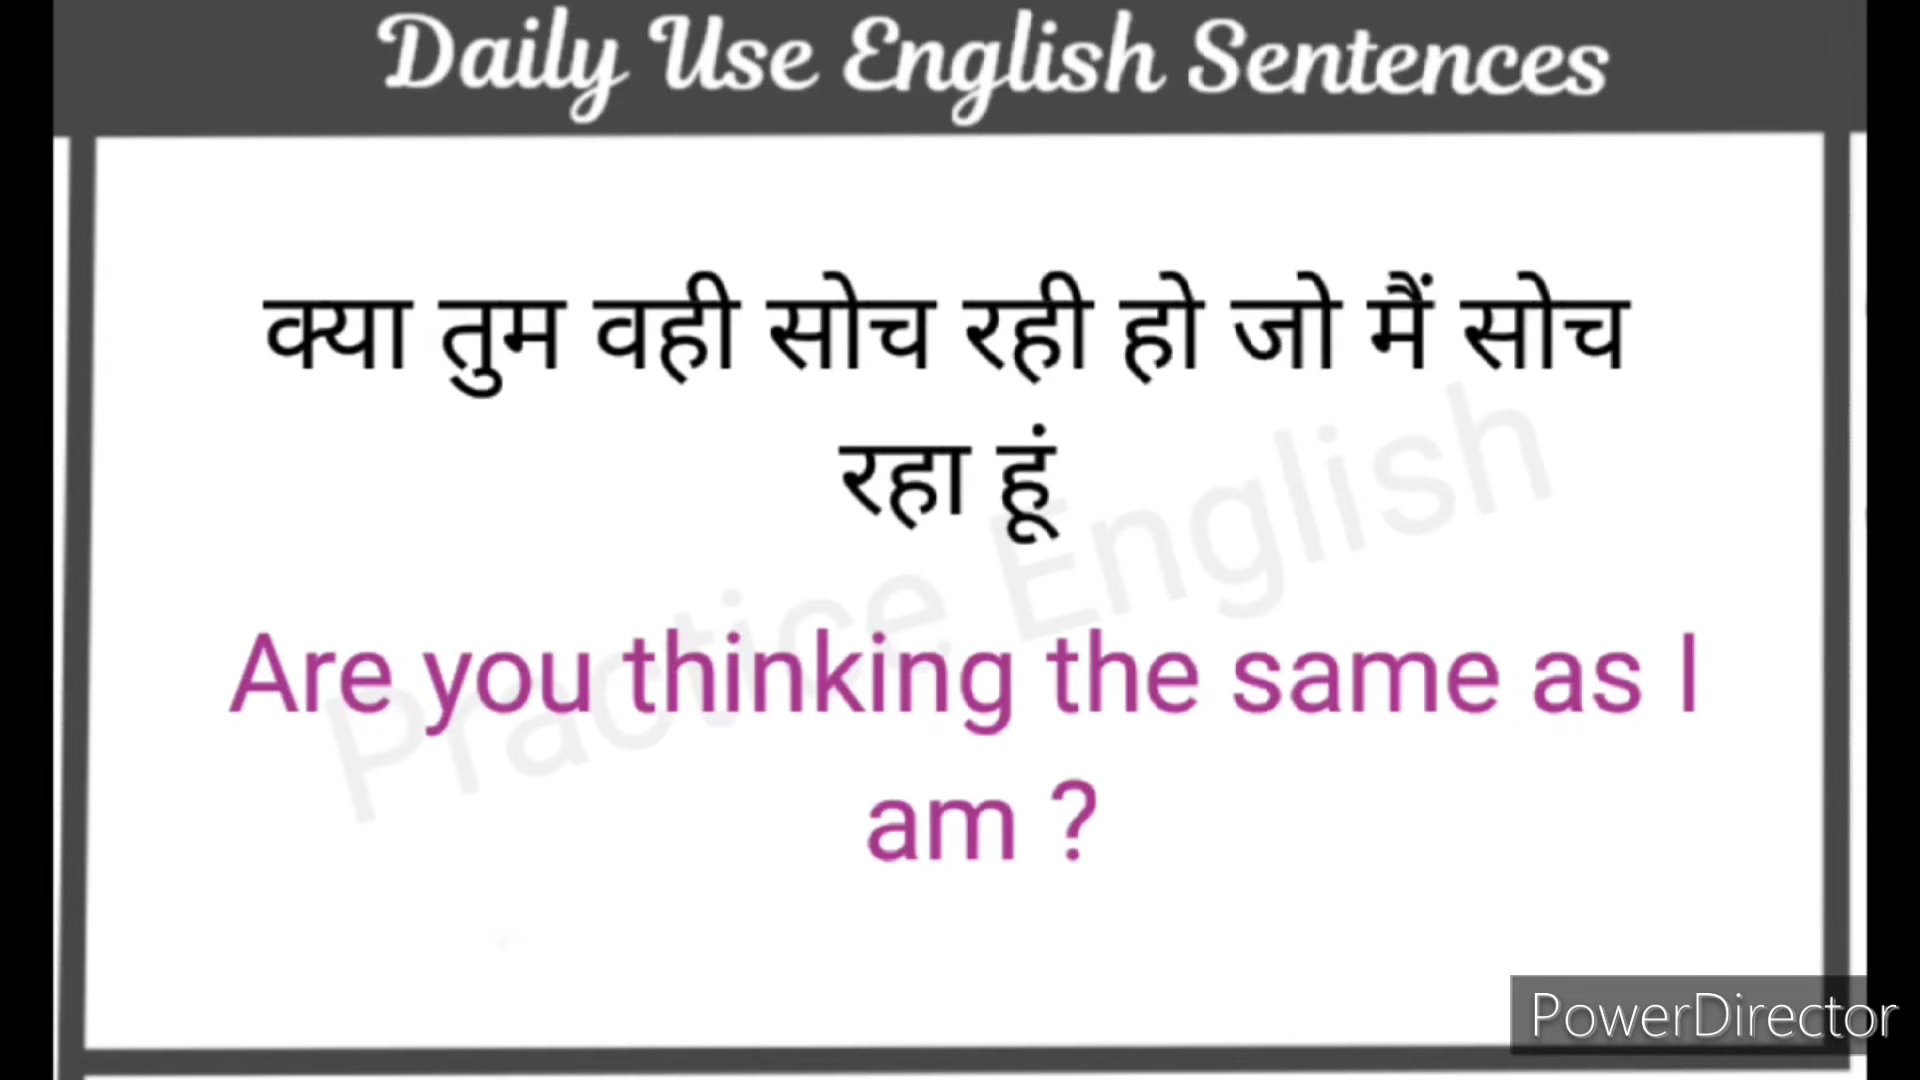 Daily Use English Sentences
क्या तुम वही सोच रही हो जो मैं सोच
रहा हूं
Practice English
Are you thinking the same as I
am ?
PowerDirector